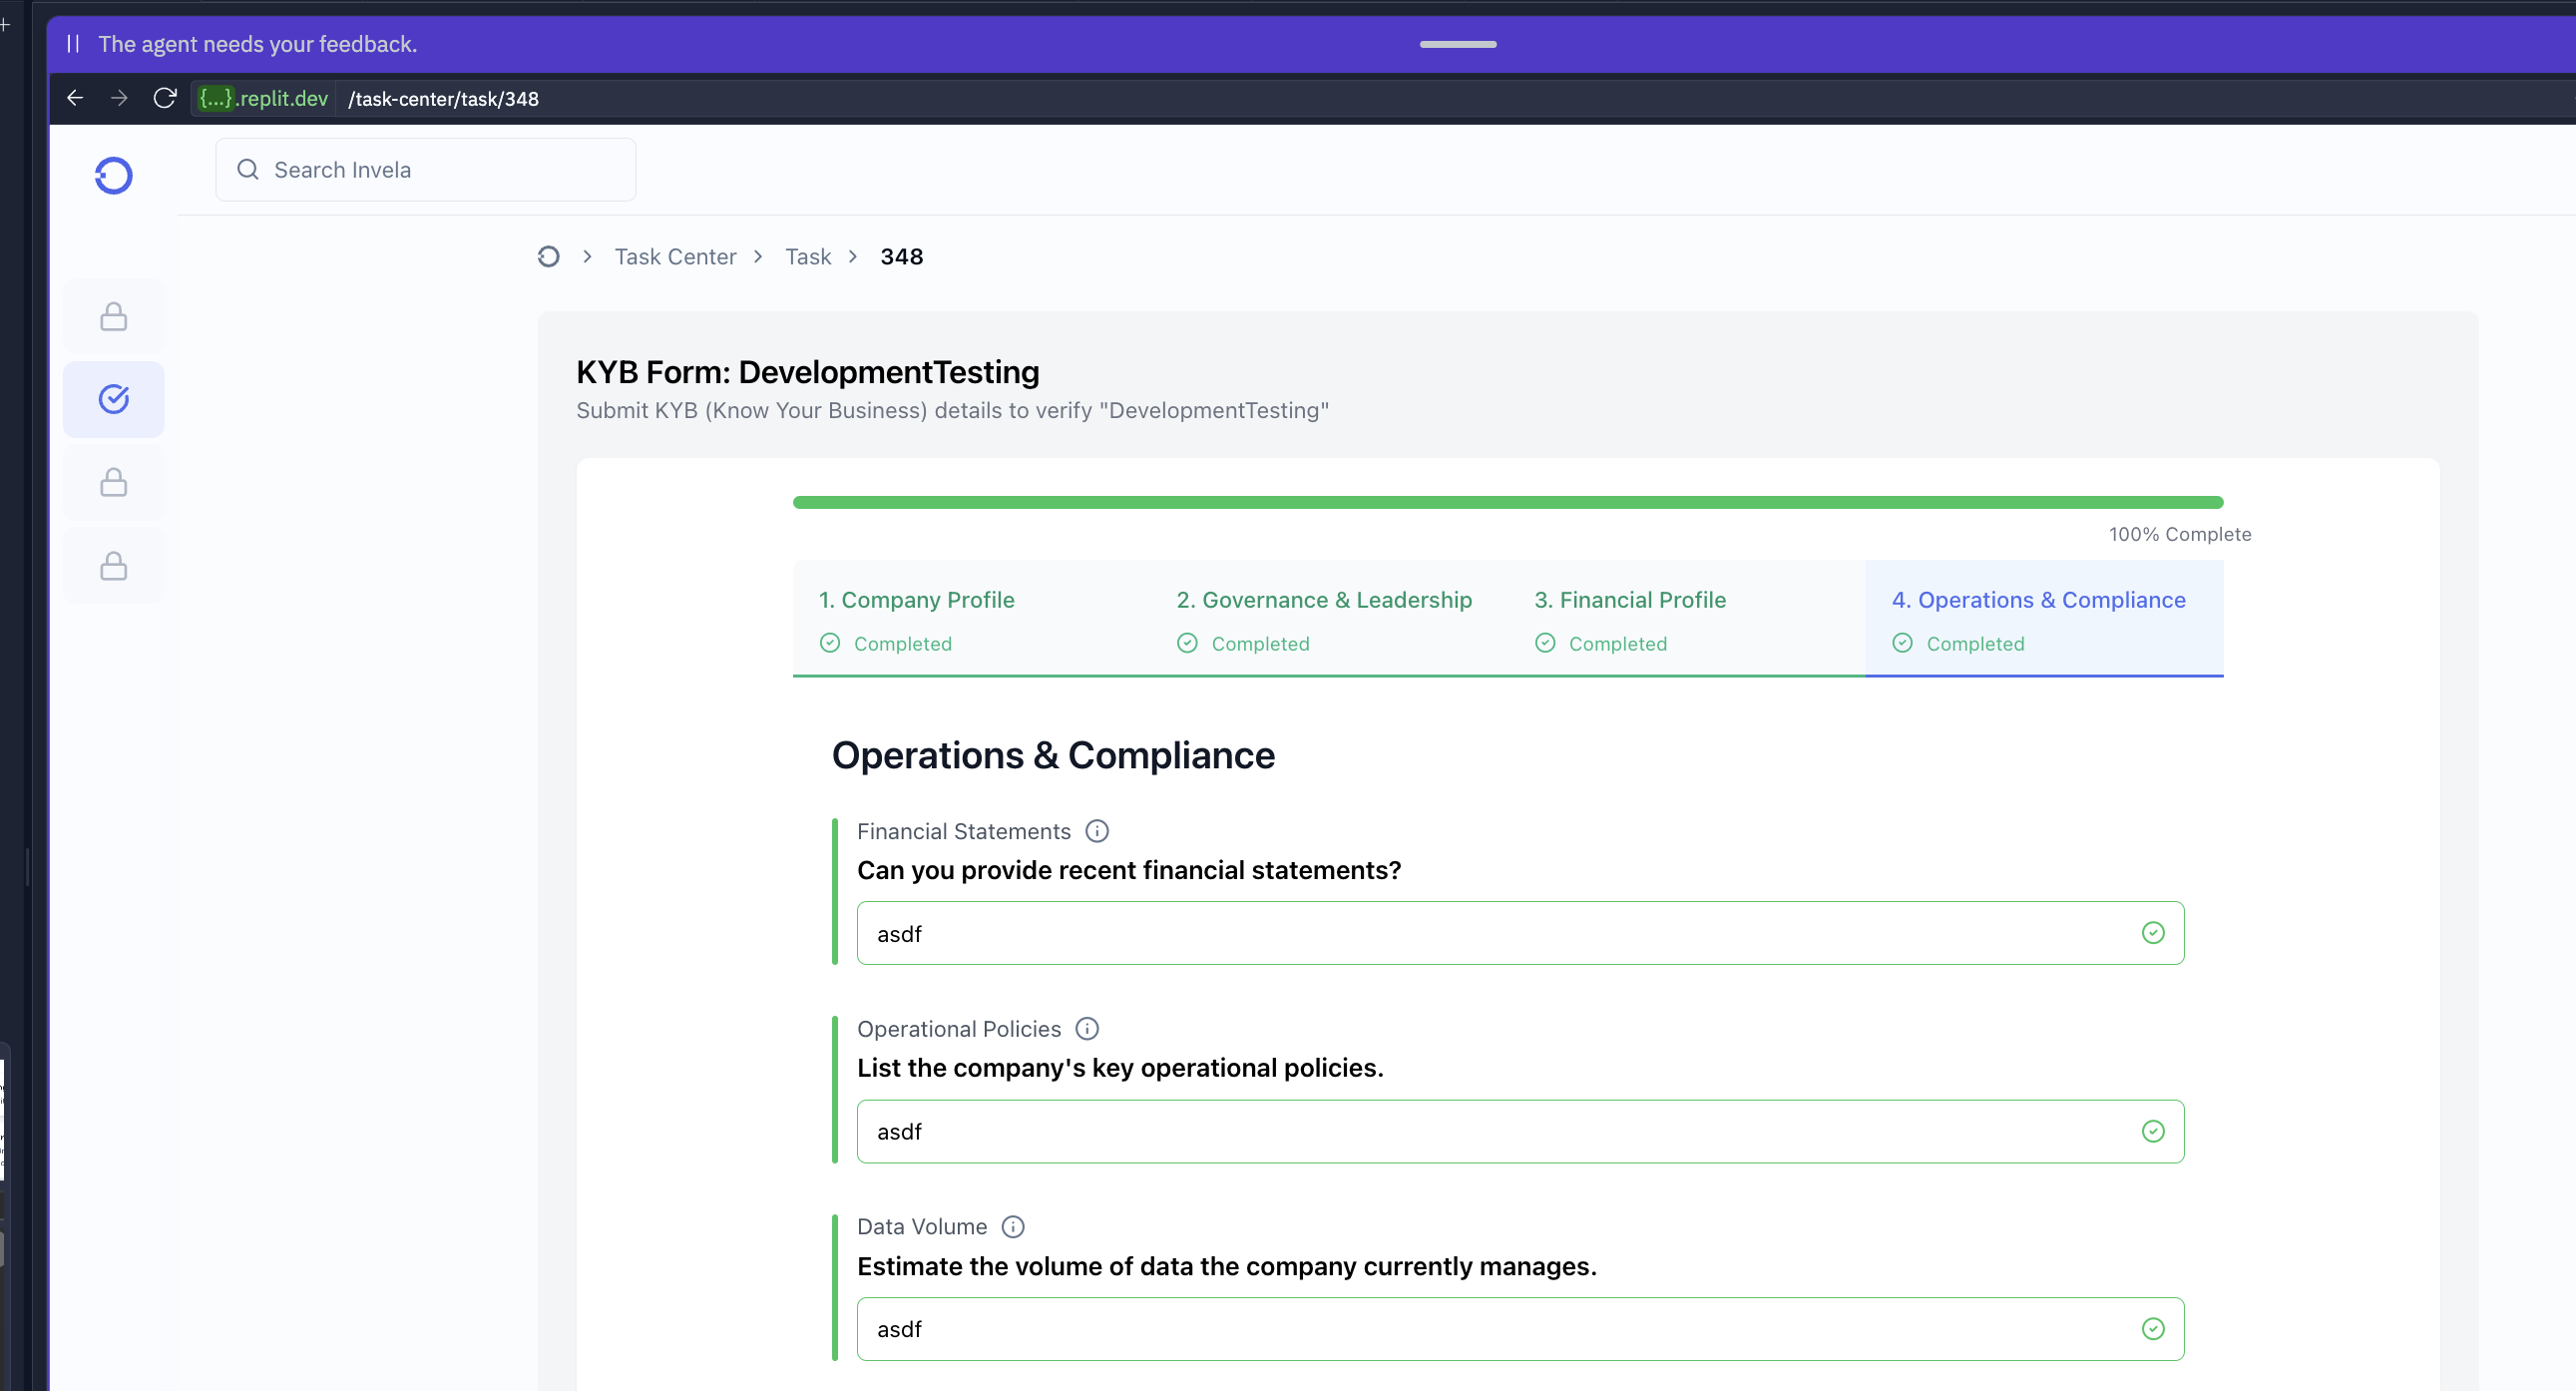 The agent needs your feedback.
{...}.replit.dev /task-center/task/348
Search Invela
Task Center > Task > 348
KYB Form: DevelopmentTesting
Submit KYB (Know Your Business) details to verify "DevelopmentTesting"
100% Complete
1. Company Profile
Completed
2. Governance & Leadership
Completed
3. Financial Profile
Completed
4. Operations & Compliance
Completed
Operations & Compliance
Financial Statements
Can you provide recent financial statements?
asdf
Operational Policies
List the company's key operational policies.
asdf
Data Volume
Estimate the volume of data the company currently manages.
asdf